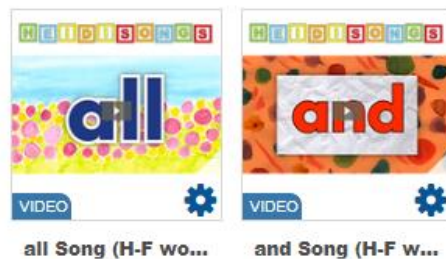 HEIDISONGS HEIDISONGS
all and
VIDEO VIDEO
all Song (H-F wo... and Song (H-F w...